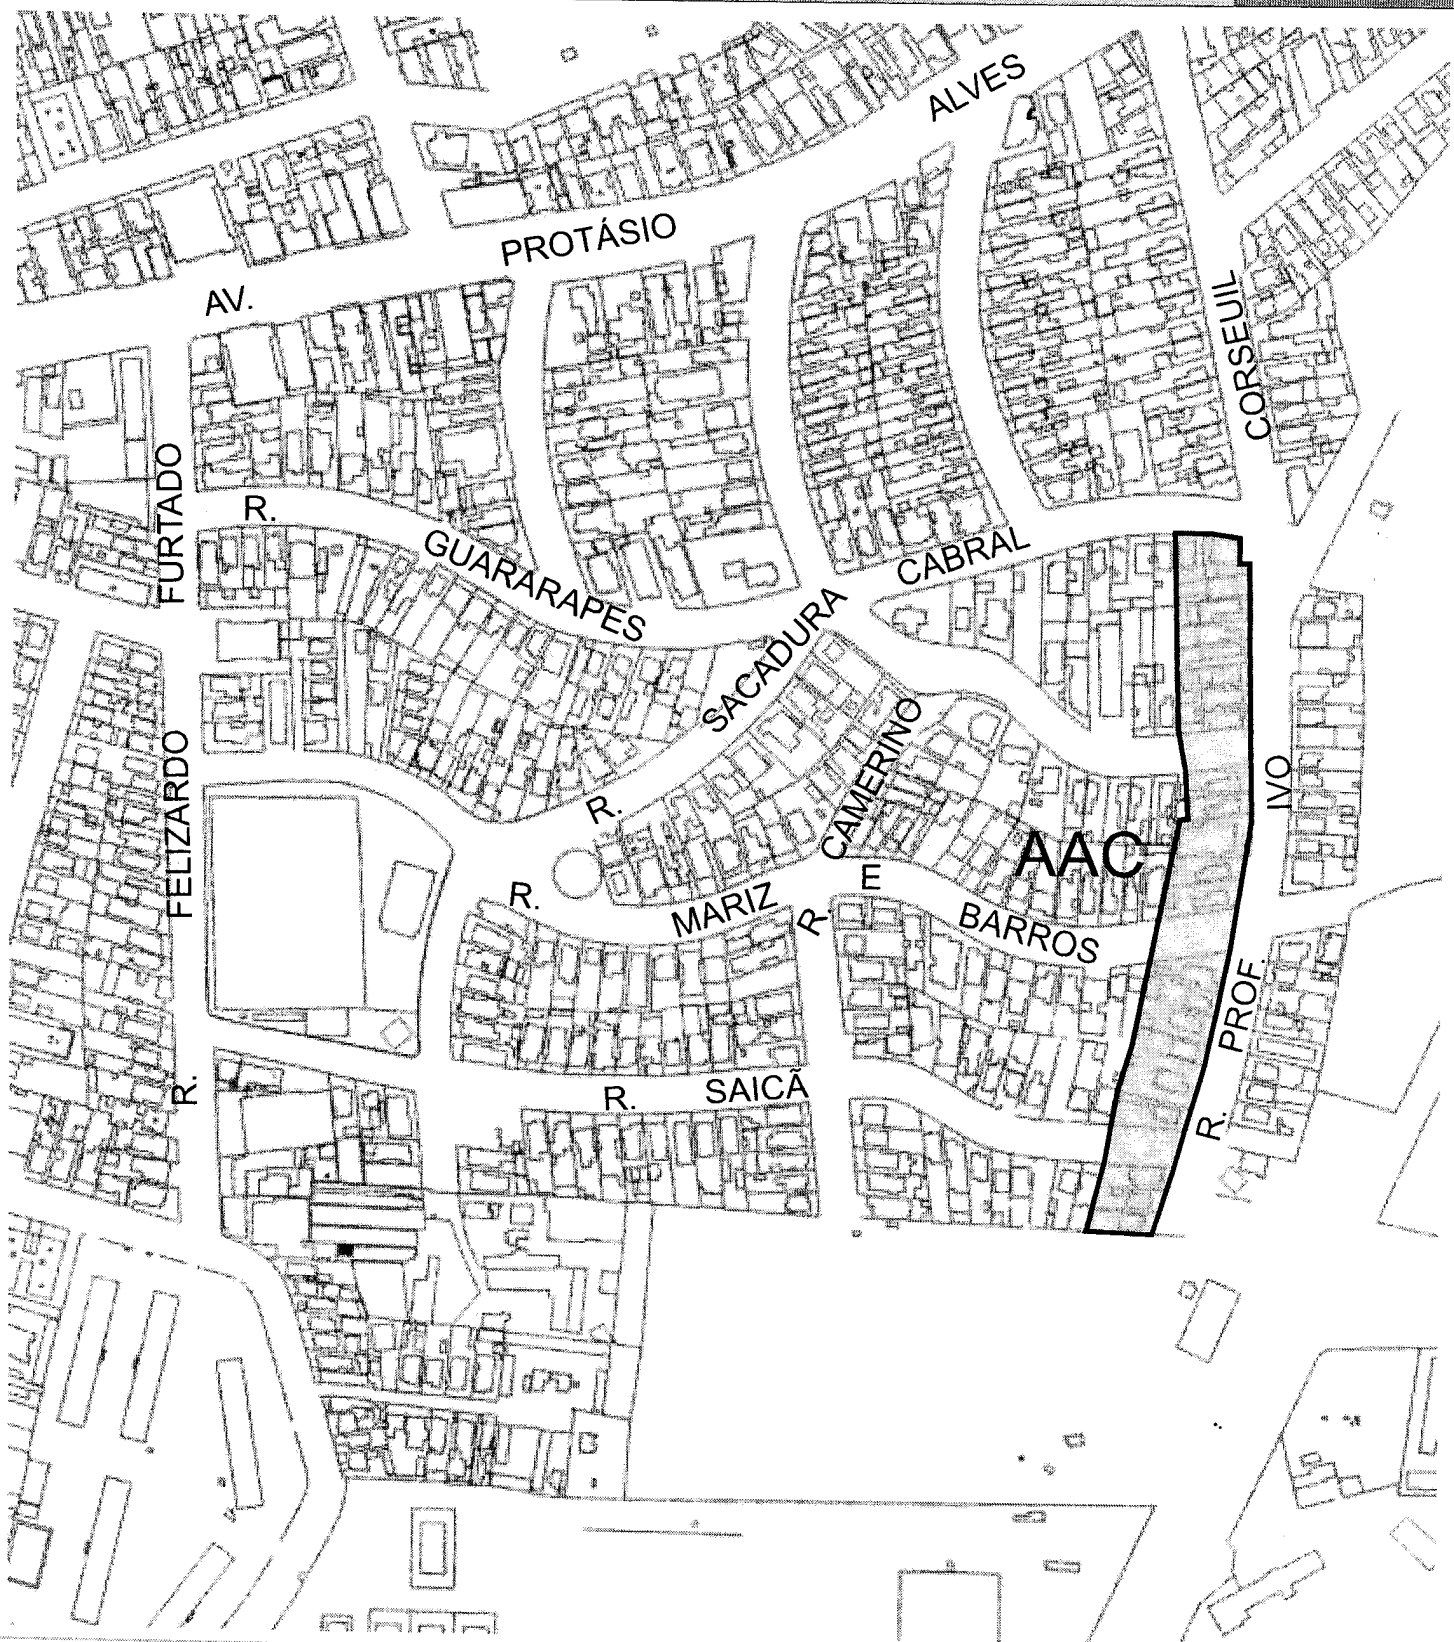 AV. PROTÁSIO ALVES
R. GUARARAPES
R. SACADURA CABRAL
R. FELIZARDO FURTADO
R. CAMERINO
R. MARIZ E BARROS
R. SAICÃ
R. PROF. IVO CORSEUIL
AAC